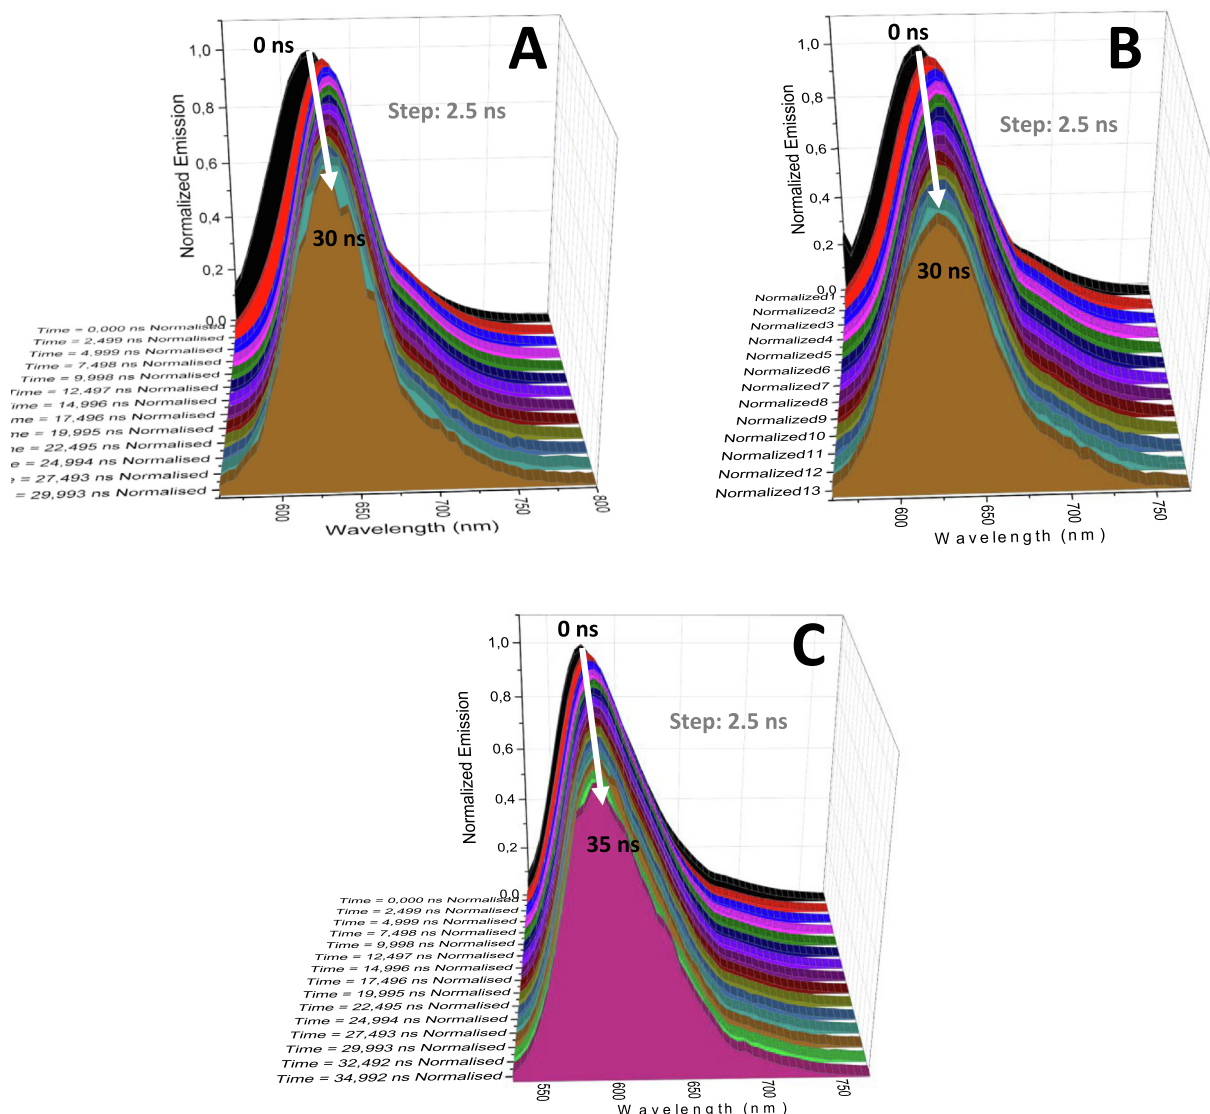 A
0 ns
Step: 2.5 ns
30 ns
Normalized Emission
1,0
0,8
0,6
0,4
0,2
0,0
Time = 0,000 ns Normalised
Time = 2,499 ns Normalised
Time = 4,999 ns Normalised
Time = 7,498 ns Normalised
Time = 9,998 ns Normalised
Time = 12,497 ns Normalised
ime = 14,996 ns Normalised
me = 17,496 ns Normalised
me = 19,995 ns Normalised
e = 22,495 ns Normalised
e = 24,994 ns Normalised
= 27,493 ns Normalised
= 29,993 ns Normalised
600
650
700
750
800
Wavelength (nm)
B
0 ns
Step: 2.5 ns
30 ns
Normalized Emission
1,0
0,8
0,6
0,4
0,2
0,0
Normalized1
Normalized2
Normalized3
Normalized4
Normalized5
Normalized6
Normalized7
Normalized8
Normalized9
Normalized10
Normalized11
Normalized12
Normalized13
600
650
700
750
Wavelength (nm)
C
0 ns
Step: 2.5 ns
35 ns
Normalized Emission
1,0
0,8
0,6
0,4
0,2
0,0
Time = 0,000 ns Normalised
Time = 2,499 ns Normalised
Time = 4,999 ns Normalised
Time = 7,498 ns Normalised
Time = 9,998 ns Normalised
Time = 12,497 ns Normalised
Time = 14,996 ns Normalised
Time = 17,496 ns Normalised
Time = 19,995 ns Normalised
Time = 22,495 ns Normalised
Time = 24,994 ns Normalised
Time = 27,493 ns Normalised
Time = 29,993 ns Normalised
Time = 32,492 ns Normalised
Time = 34,992 ns Normalised
550
600
650
700
750
Wavelength (nm)